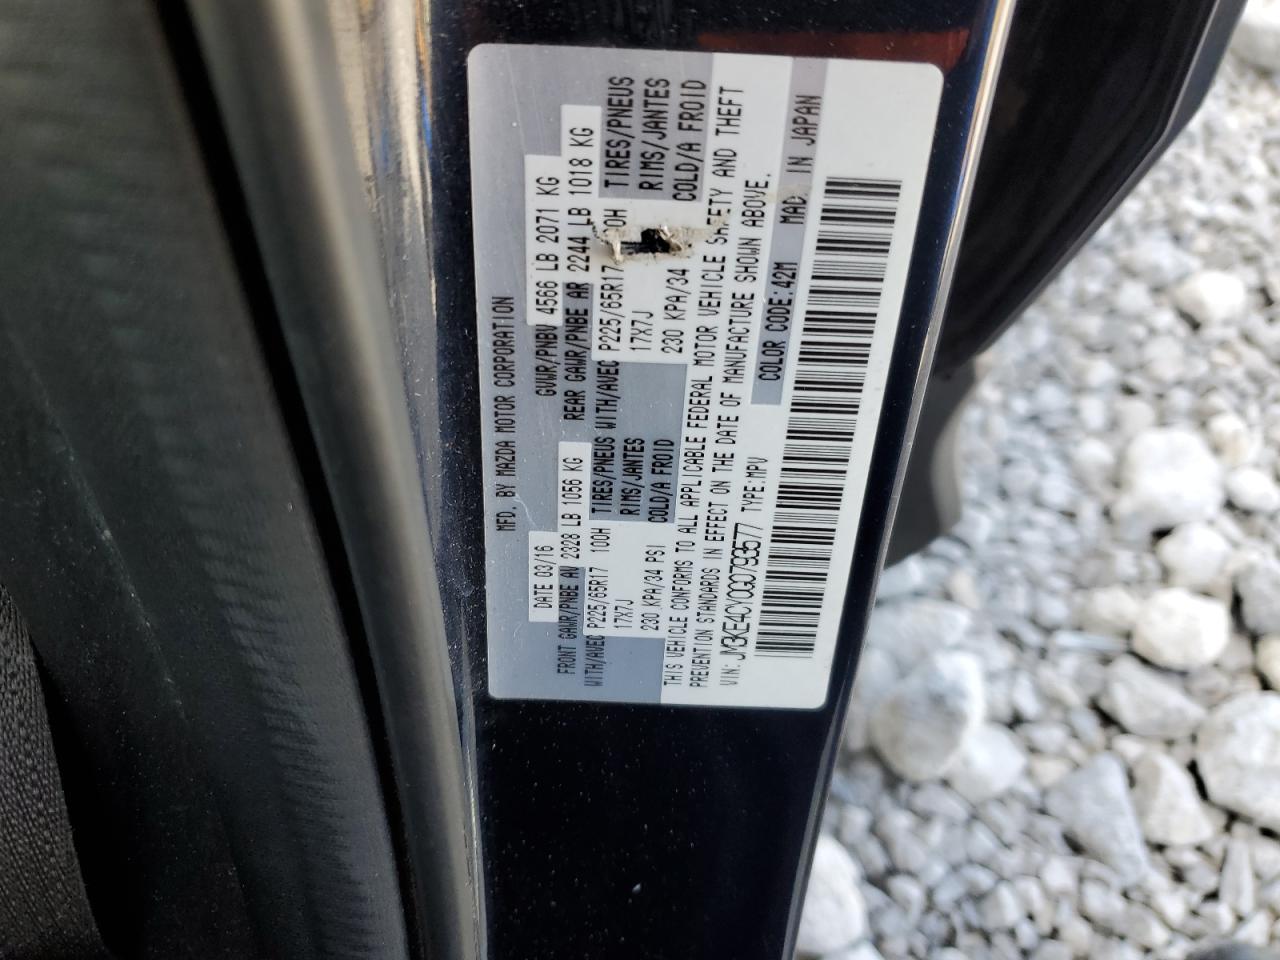 MFD. BY MAZDA MOTOR CORPORATION
DATE 03/16 GVWR/PNBV 4566 LB 2071 KG
FRONT GAWR/PNBE AV 2328 LB 1056 KG REAR GAWR/PNBE AR 2244 LB 1018 KG
WITH/AVEC P225/65R17 100H TIRES/PNEUS WITH/AVEC P225/65R17 TIRES/PNEUS
17X7J RIMS/JANTES 17X7J RIMS/JANTES
230 KPA/34 PSI COLD/A FROID 230 KPA/34 COLD/A FROID
THIS VEHICLE CONFORMS TO ALL APPLICABLE FEDERAL MOTOR VEHICLE SAFETY AND THEFT
PREVENTION STANDARDS IN EFFECT ON THE DATE OF MANUFACTURE SHOWN ABOVE.
VIN: JM3KE4CY0G0793577 TYPE:MPV COLOR CODE:42M MADE IN JAPAN